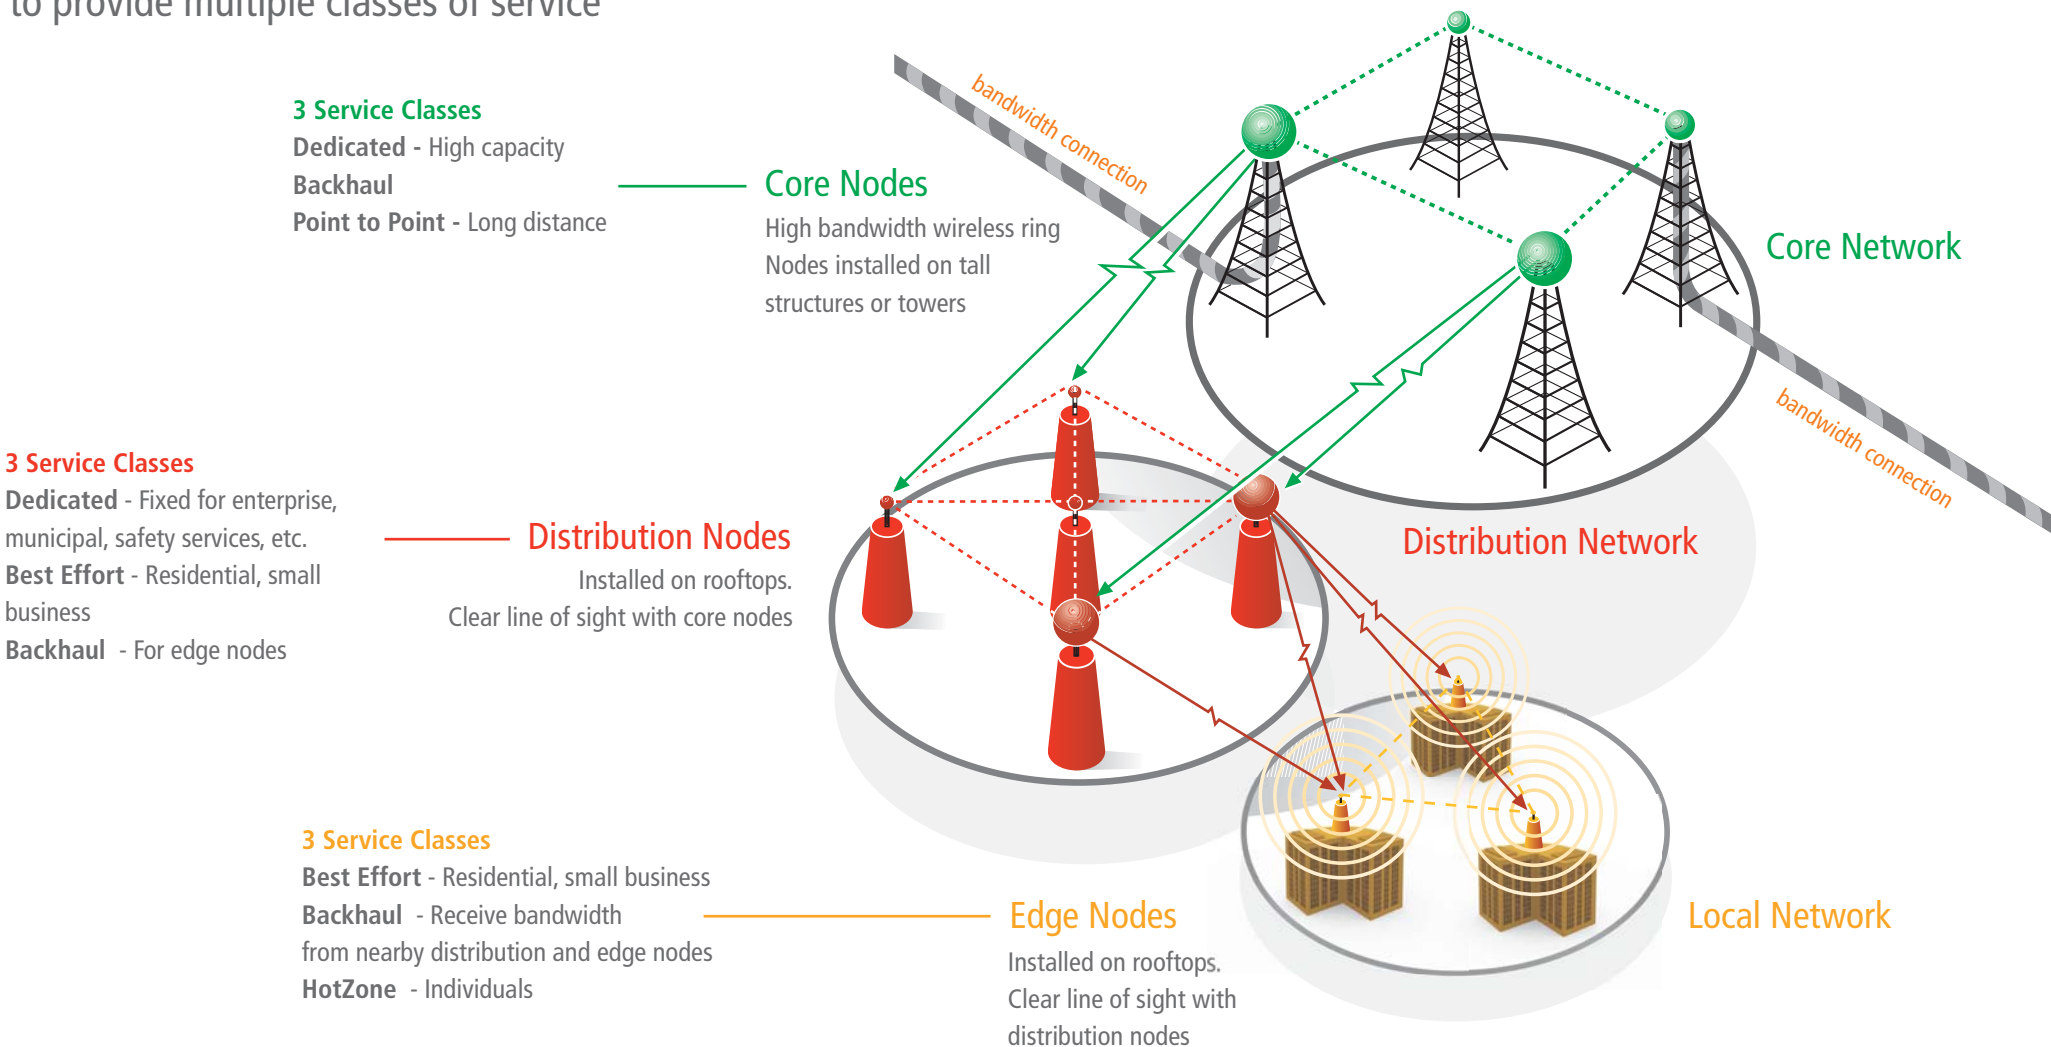 to provide multiple classes of service
3 Service Classes
Dedicated - High capacity
Backhaul
Point to Point - Long distance
Core Nodes
High bandwidth wireless ring
Nodes installed on tall
structures or towers
bandwidth connection
Core Network
bandwidth connection
3 Service Classes
Dedicated - Fixed for enterprise,
municipal, safety services, etc.
Best Effort - Residential, small
business
Backhaul - For edge nodes
Distribution Nodes
Installed on rooftops.
Clear line of sight with core nodes
Distribution Network
3 Service Classes
Best Effort - Residential, small business
Backhaul - Receive bandwidth
from nearby distribution and edge nodes
HotZone - Individuals
Edge Nodes
Installed on rooftops.
Clear line of sight with
distribution nodes
Local Network